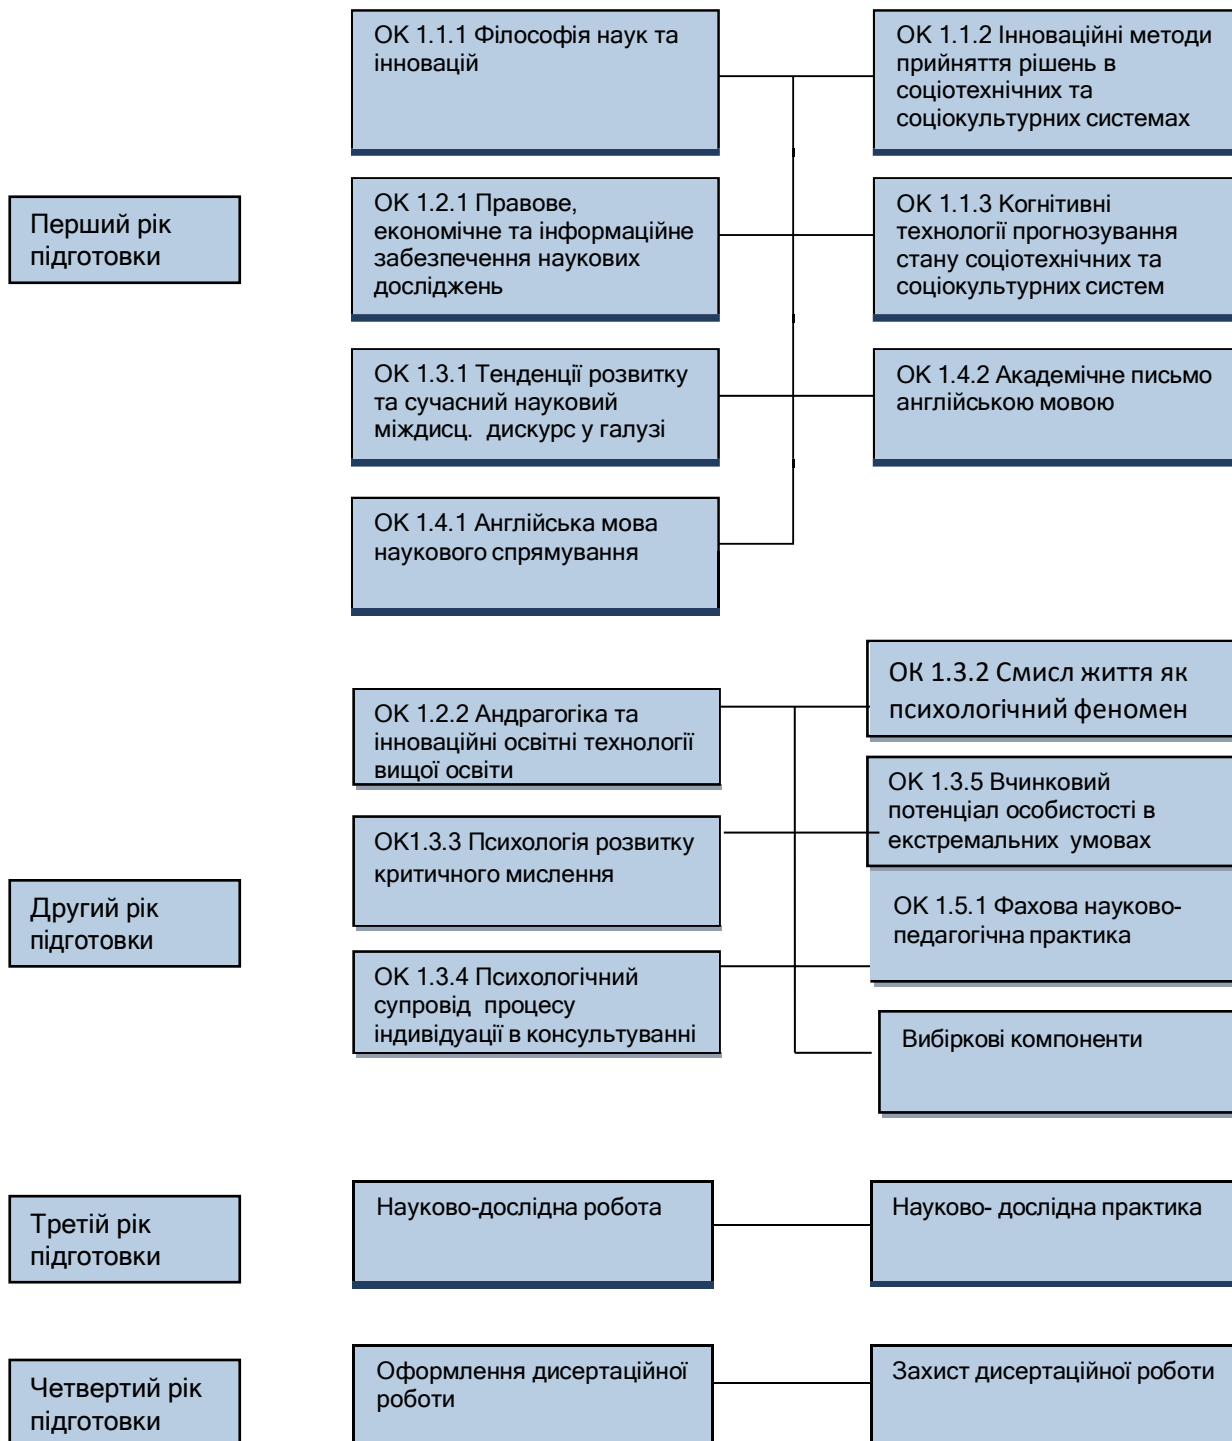 ОК 1.1.1 Філософія наук та
інновацій
ОК 1.1.2 Інноваційні методи
прийняття рішень в
соціотехнічних та
соціокультурних системах
Перший рік
підготовки
ОК 1.2.1 Правове,
економічне та інформаційне
забезпечення наукових
досліджень
ОК 1.1.3 Когнітивні
технології прогнозування
стану соціотехнічних та
соціокультурних систем
ОК 1.3.1 Тенденції розвитку
та сучасний науковий
міждисц. дискурс у галузі
ОК 1.4.2 Академічне письмо
англійською мовою
ОК 1.4.1 Англійська мова
наукового спрямування
ОК 1.2.2 Андрагогіка та
інноваційні освітні технології
вищої освіти
ОК 1.3.2 Смисл життя як
психологічний феномен
ОК1.3.3 Психологія розвитку
критичного мислення
ОК 1.3.5 Вчинковий
потенціал особистості в
екстремальних умовах
Другий рік
підготовки
ОК 1.5.1 Фахова науково-
педагогічна практика
ОК 1.3.4 Психологічний
супровід процесу
індивідуації в консультуванні
Вибіркові компоненти
Третій рік
підготовки
Науково-дослідна робота
Науково- дослідна практика
Четвертий рік
підготовки
Оформлення дисертаційної
роботи
Захист дисертаційної роботи